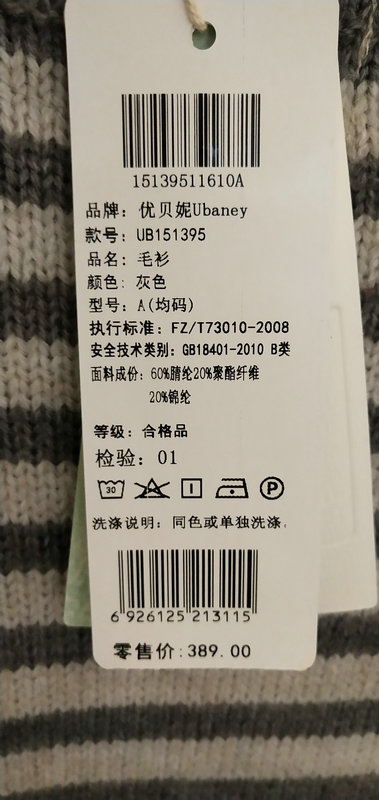 15139511610A
品牌：优贝妮Ubaney
款号：UB151395
品名：毛衫
颜色：灰色
型号：A(均码)
执行标准：FZ/T73010-2008
安全技术类别：GB18401-2010 B类
面料成份：60%腈纶20%聚酯纤维
20%锦纶
等级：合格品
检验：01
30 P
洗涤说明：同色或单独洗涤。
6926125213115
零售价:389.00